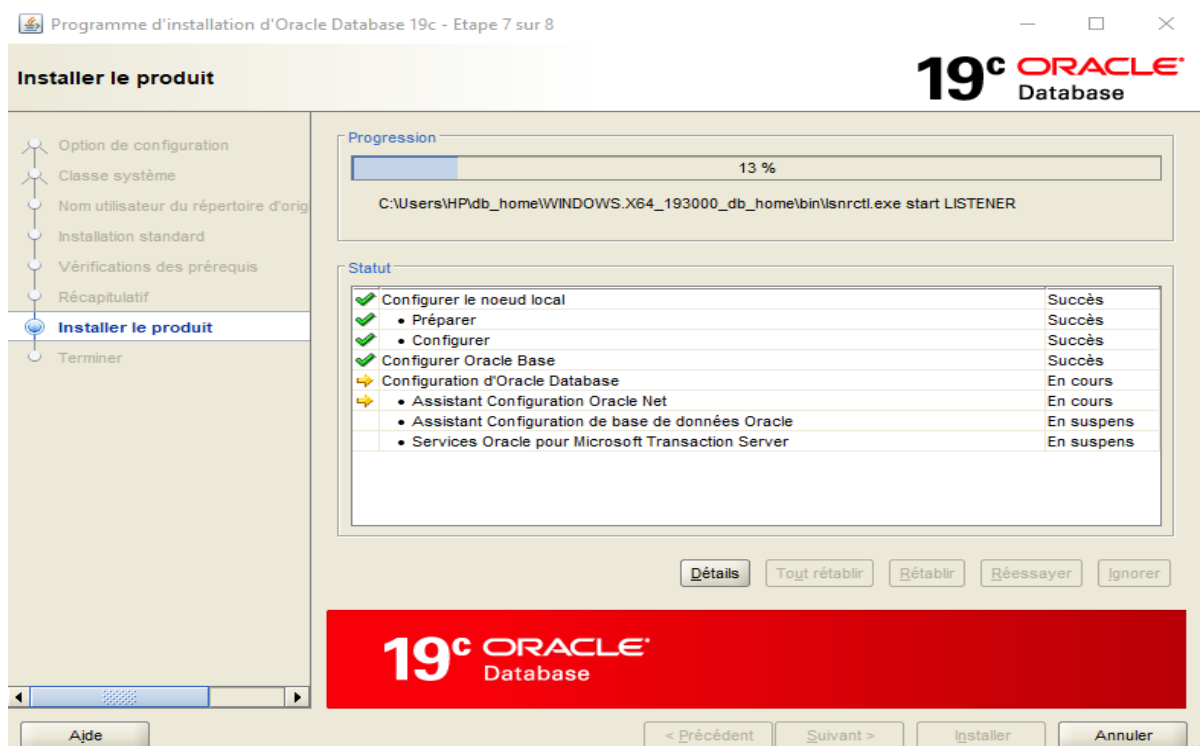 Programme d'installation d'Oracle Database 19c - Etape 7 sur 8
Installer le produit
19c ORACLE
Database
Option de configuration
Classe système
Nom utilisateur du répertoire d'orig
Installation standard
Vérifications des prérequis
Récapitulatif
Installer le produit
Terminer
Progression
13 %
C:\Users\HP\db_home\WINDOWS.X64_193000_db_home\bin\lsnrctl.exe start LISTENER
Statut
Configurer le noeud local Succès
• Préparer Succès
• Configurer Succès
Configurer Oracle Base Succès
Configuration d'Oracle Database En cours
• Assistant Configuration Oracle Net En cours
• Assistant Configuration de base de données Oracle En suspens
• Services Oracle pour Microsoft Transaction Server En suspens
Détails Tout rétablir Rétablir Réessayer Ignorer
19c ORACLE
Database
Aide < Précédent Suivant > Installer Annuler